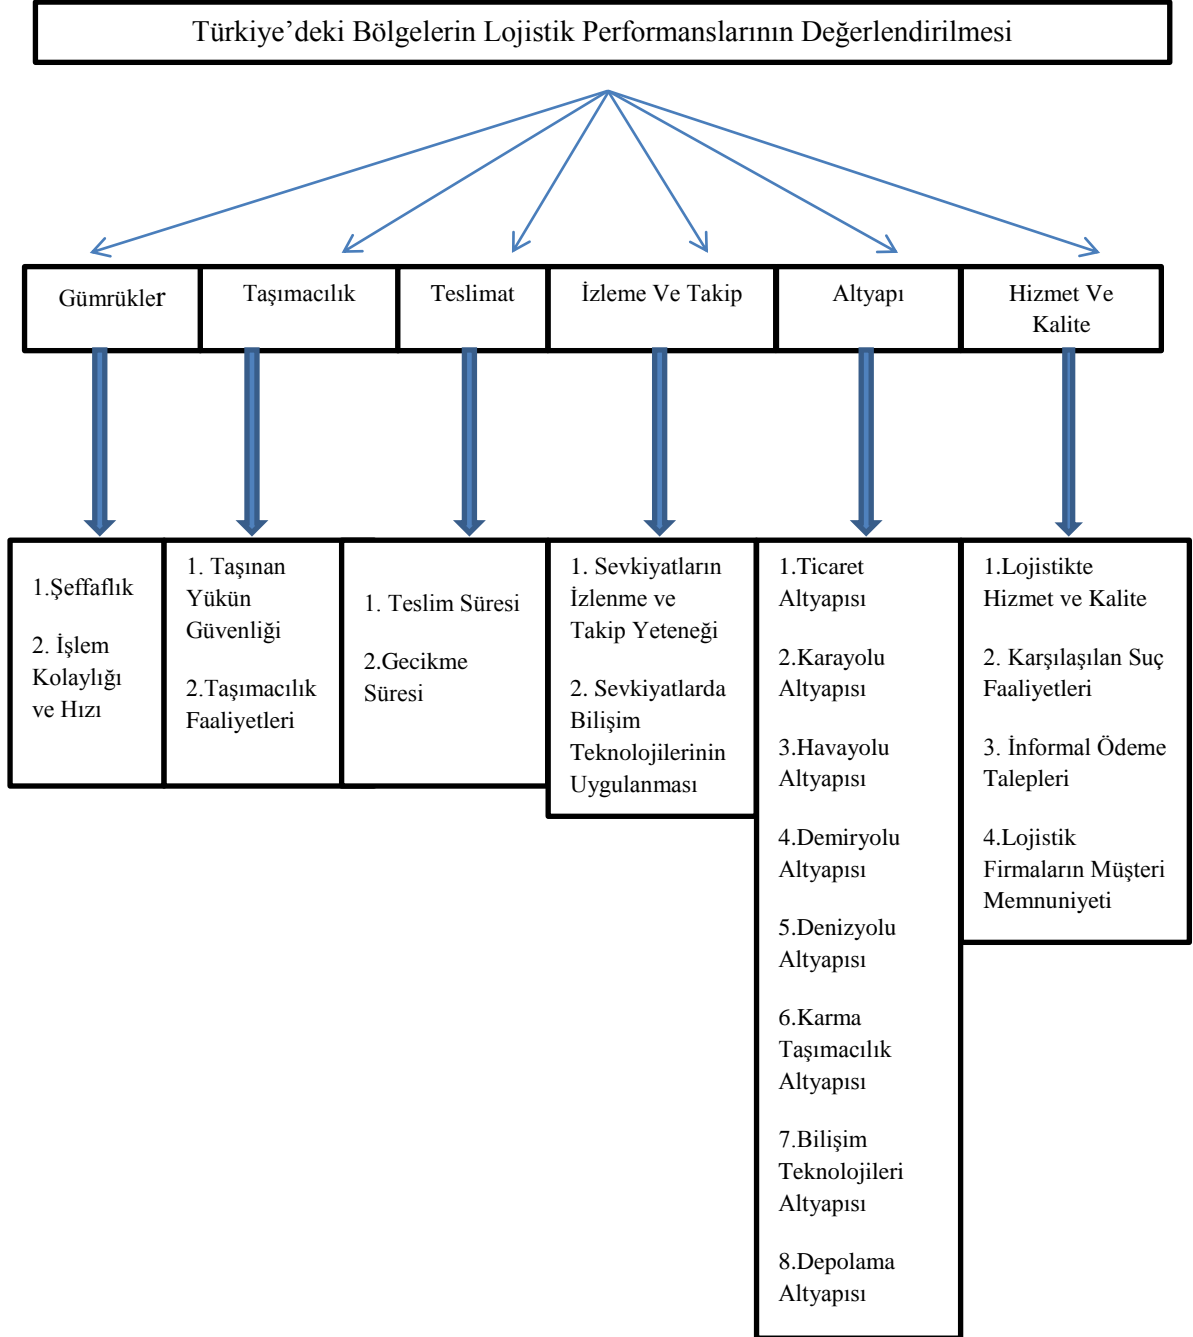 Türkiye’deki Bölgelerin Lojistik Performanslarının Değerlendirilmesi
Gümrükler
Taşımacılık
Teslimat
İzleme Ve Takip
Altyapı
Hizmet Ve
Kalite
1.Şeffaflık
2. İşlem
Kolaylığı
ve Hızı
1. Taşınan
Yükün
Güvenliği
2.Taşımacılık
Faaliyetleri
1. Teslim Süresi
2.Gecikme
Süresi
1. Sevkiyatların
İzlenme ve
Takip Yeteneği
2. Sevkiyatlarda
Bilişim
Teknolojilerinin
Uygulanması
1.Ticaret
Altyapısı
2.Karayolu
Altyapısı
3.Havayolu
Altyapısı
4.Demiryolu
Altyapısı
5.Denizyolu
Altyapısı
6.Karma
Taşımacılık
Altyapısı
7.Bilişim
Teknolojileri
Altyapısı
8.Depolama
Altyapısı
1.Lojistikte
Hizmet ve Kalite
2. Karşılaşılan Suç
Faaliyetleri
3. İnformal Ödeme
Talepleri
4.Lojistik
Firmaların Müşteri
Memnuniyeti